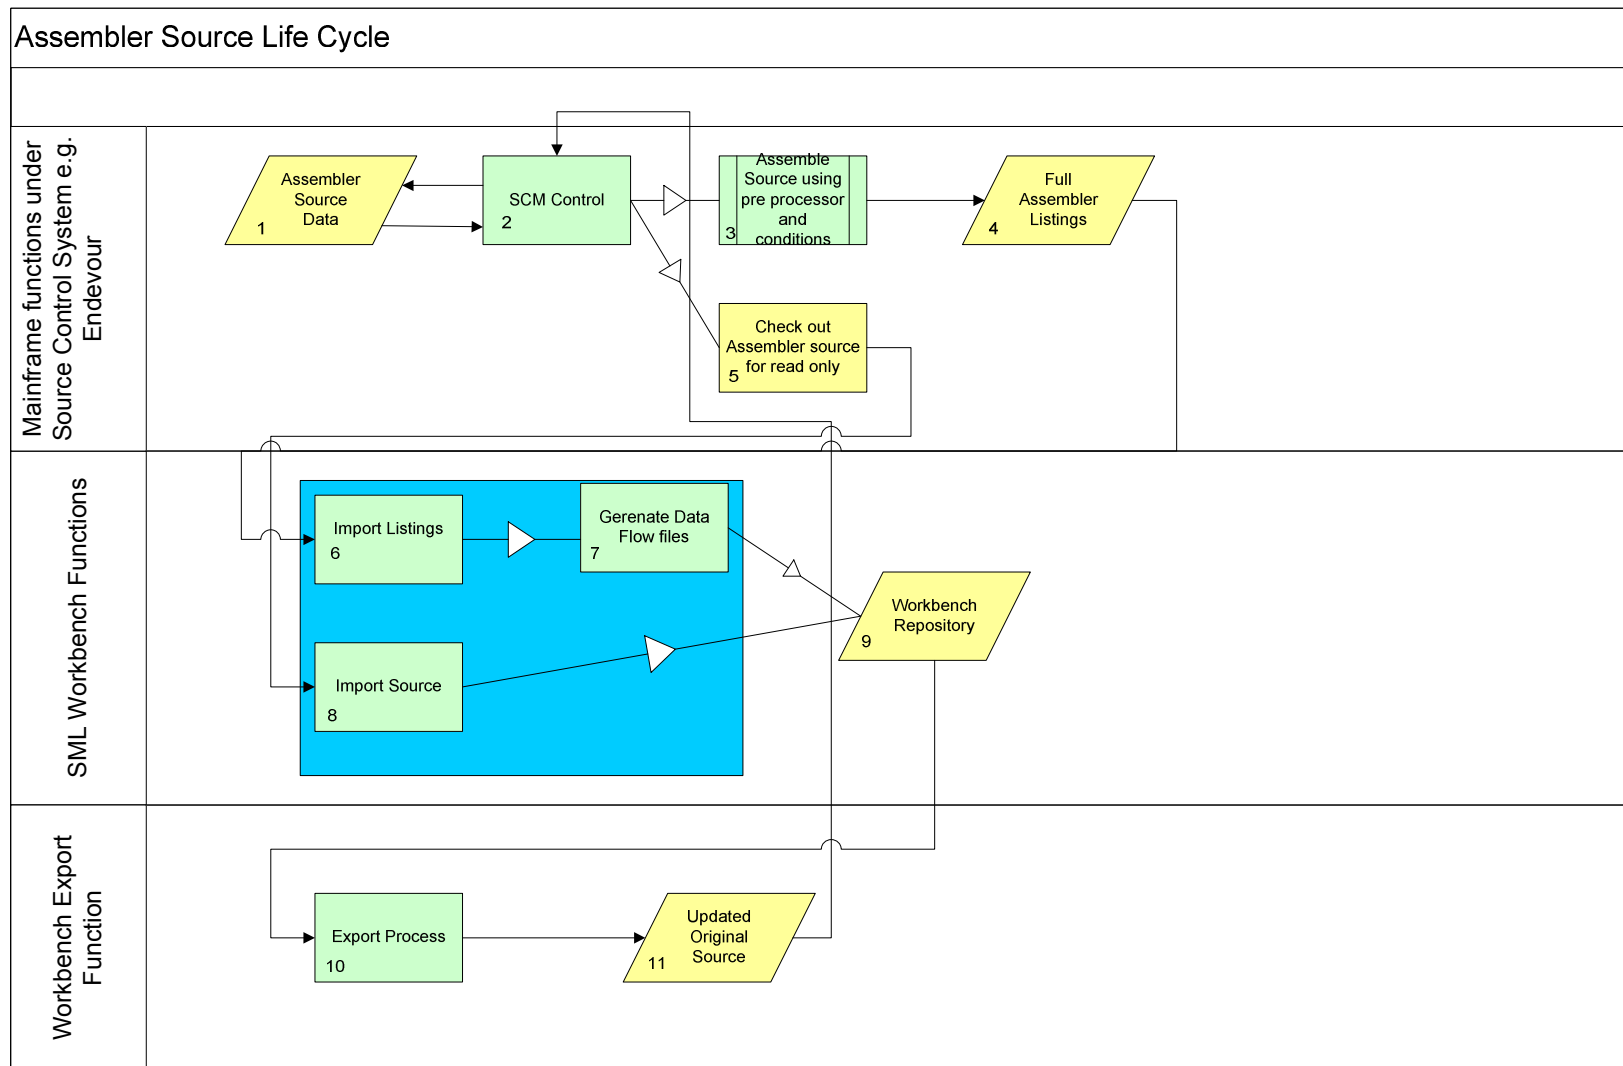 Assembler Source Life Cycle
Mainframe functions under
Source Control System e.g.
Endevour
Assembler
Source
Data
1
SCM Control
2
Assemble
Source using
pre processor
and
conditions
3
Full
Assembler
Listings
4
Check out
Assembler source
for read only
5
SML Workbench Functions
Import Listings
6
Gerenate Data
Flow files
7
Import Source
8
Workbench
Repository
9
Workbench Export
Function
Export Process
10
Updated
Original
Source
11